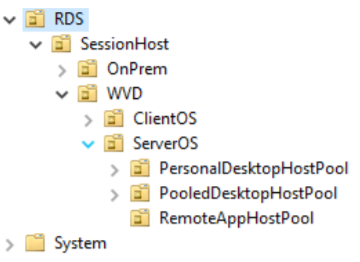 RDS
SessionHost
OnPrem
WVD
ClientOS
ServerOS
PersonalDesktopHostPool
PooledDesktopHostPool
RemoteAppHostPool
System